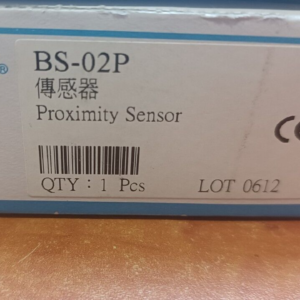 BS-02P
傳感器
Proximity Sensor
QTY : 1 Pcs LOT 0612